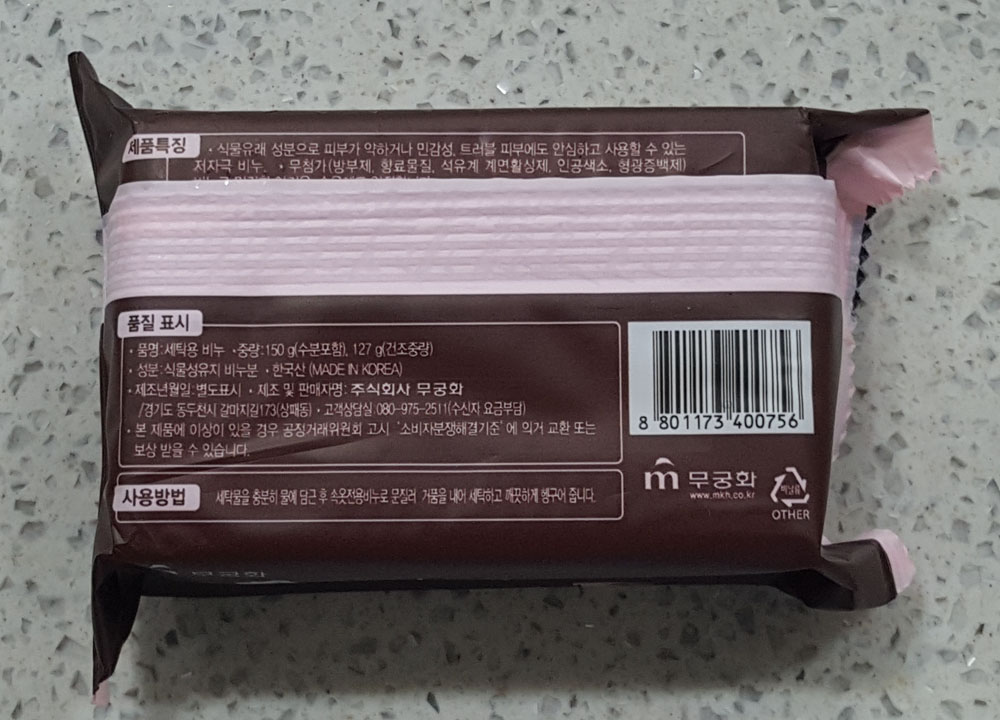 제품특징
· 식물유래 성분으로 피부가 약하거나 민감성, 트러블 피부에도 안심하고 사용할 수 있는
저자극 비누. · 무첨가(방부제, 향료물질, 석유계 계면활성제, 인공색소, 형광증백제)
품질 표시
· 품명:세탁용 비누 · 중량:150 g(수분포함), 127 g(건조중량)
· 성분:식물성유지 비누분 · 한국산 (MADE IN KOREA)
· 제조년월일:별도표시 · 제조 및 판매자명: 주식회사 무궁화
/경기도 동두천시 갈마지길173(상패동) · 고객상담실 080-975-2511(수신자 요금부담)
· 본 제품에 이상이 있을 경우 공정거래위원회 고시 '소비자분쟁해결기준'에 의거 교환 또는
보상 받을 수 있습니다.
8 801173 400756
사용방법
세탁물을 충분히 물에 담근 후 속옷전용비누로 문질러 거품을 내어 세탁하고 깨끗하게 헹구어 줍니다.
무궁화
www.mkh.co.kr
비닐류
OTHER
무궁화